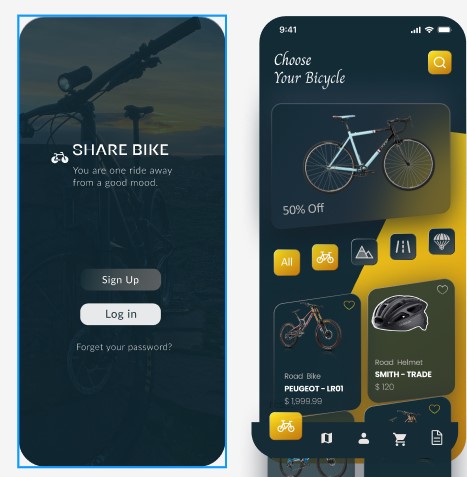 SHARE BIKE
You are one ride away
from a good mood.
Sign Up
Log in
Forget your password?
9:41
Choose
Your Bicycle
50% Off
All
Road Bike
PEUGEOT - LR01
$ 1,999.99
Road Helmet
SMITH - TRADE
$ 120